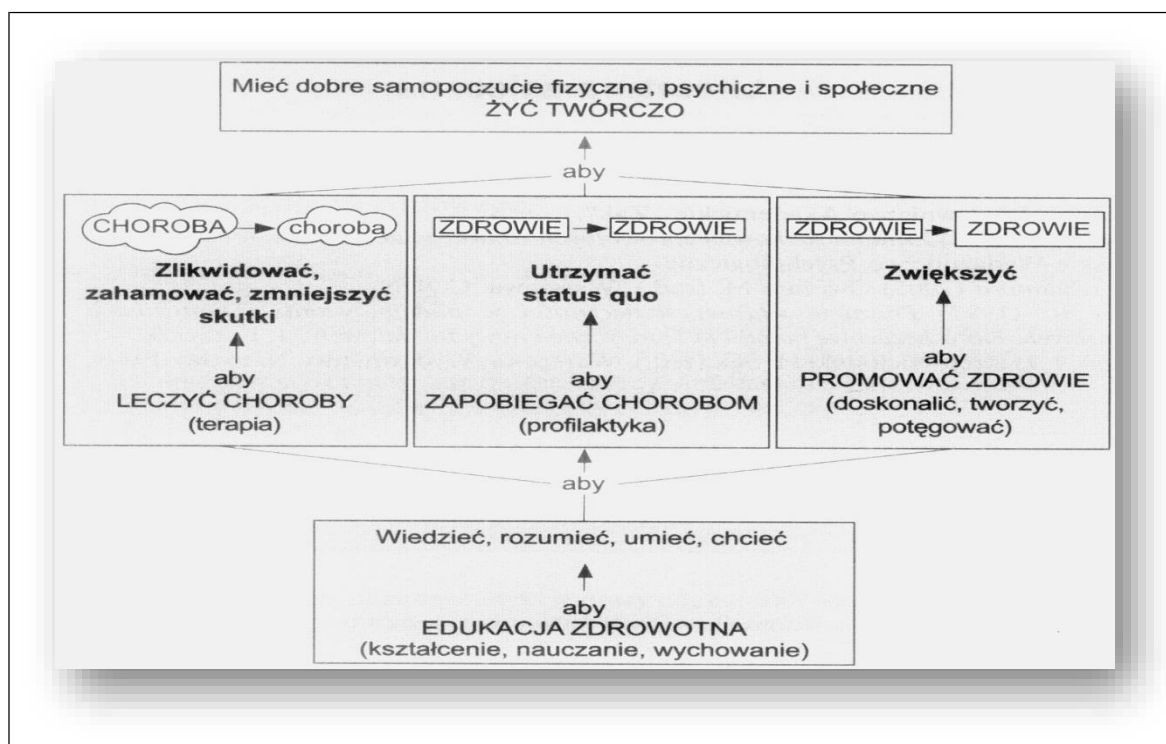 Mieć dobre samopoczucie fizyczne, psychiczne i społeczne
ŻYĆ TWÓRCZO
aby
CHOROBA choroba
Zlikwidować,
zahamować, zmniejszyć
skutki
aby
LECZYĆ CHOROBY
(terapia)
ZDROWIE ZDROWIE
Utrzymać
status quo
aby
ZAPOBIEGAĆ CHOROBOM
(profilaktyka)
ZDROWIE ZDROWIE
Zwiększyć
aby
PROMOWAĆ ZDROWIE
(doskonalić, tworzyć,
potęgować)
aby
Wiedzieć, rozumieć, umieć, chcieć
aby
EDUKACJA ZDROWOTNA
(kształcenie, nauczanie, wychowanie)